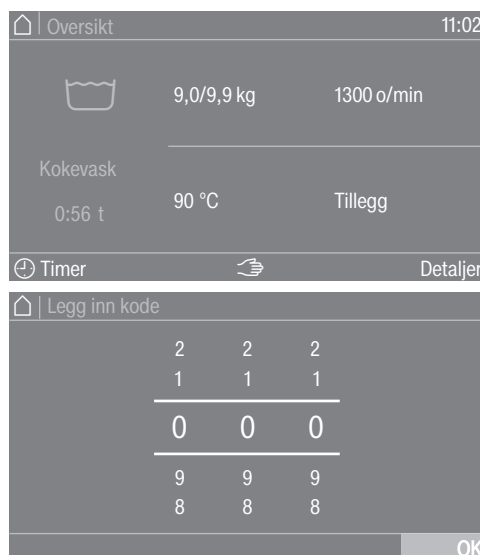 Oversikt 11:02
9,0/9,9 kg 1300 o/min
Kokevask
90 °C Tillegg
0:56 t
Timer Detaljer
Legg inn kode
2 2 2
1 1 1
0 0 0
9 9 9
8 8 8
OK